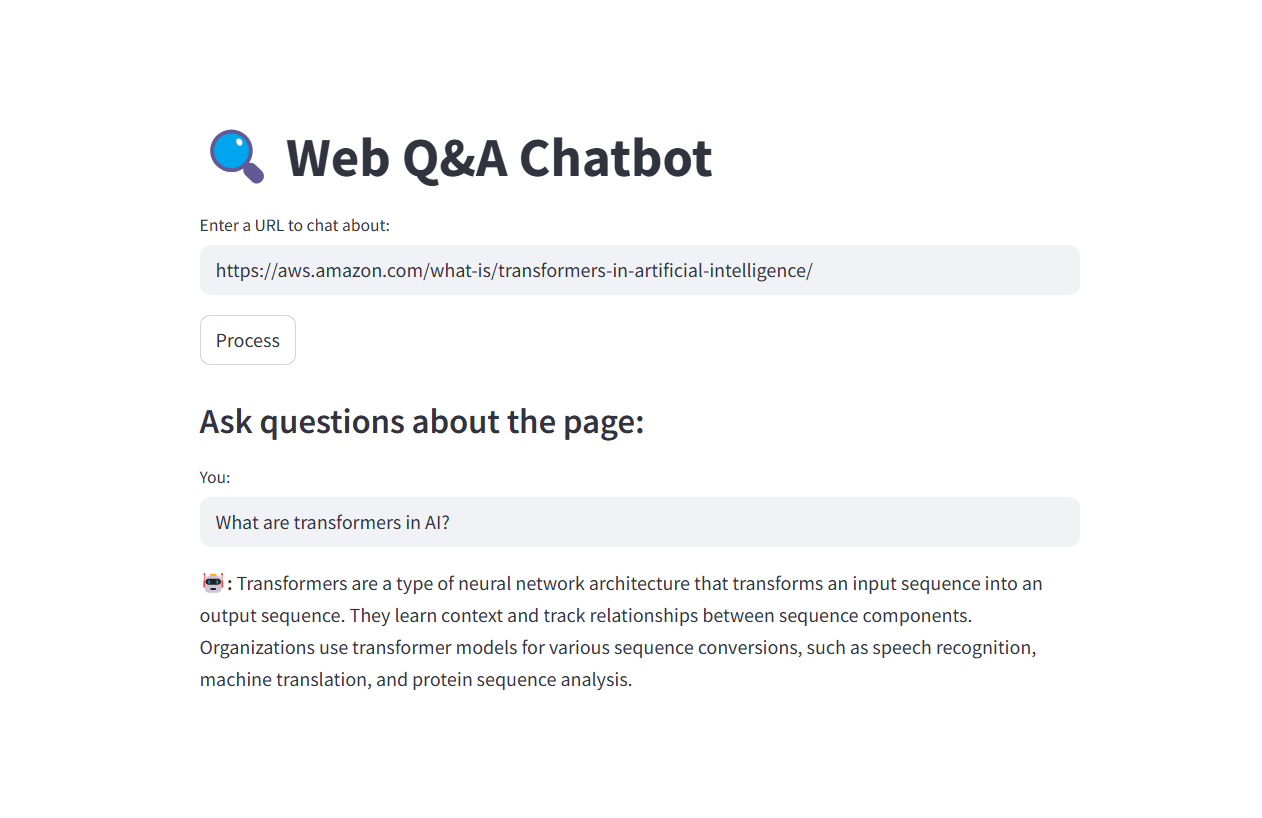 Web Q&A Chatbot
Enter a URL to chat about:
https://aws.amazon.com/what-is/transformers-in-artificial-intelligence/
Process
Ask questions about the page:
You:
What are transformers in AI?
🤖: Transformers are a type of neural network architecture that transforms an input sequence into an
output sequence. They learn context and track relationships between sequence components.
Organizations use transformer models for various sequence conversions, such as speech recognition,
machine translation, and protein sequence analysis.